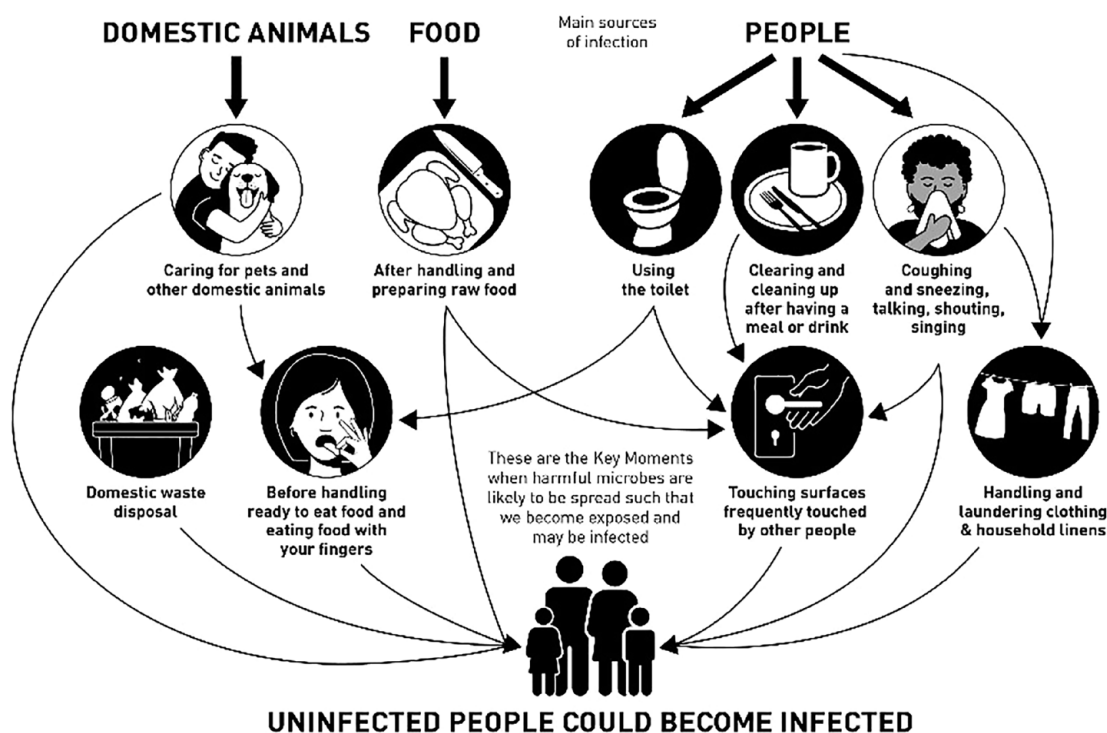 DOMESTIC ANIMALS
FOOD
Main sources
of infection
PEOPLE
Caring for pets and
other domestic animals
After handling and
preparing raw food
Using
the toilet
Clearing and
cleaning up
after having a
meal or drink
Coughing
and sneezing,
talking, shouting,
singing
Domestic waste
disposal
Before handling
ready to eat food and
eating food with
your fingers
These are the Key Moments
when harmful microbes are
likely to be spread such that
we become exposed and
may be infected
Touching surfaces
frequently touched
by other people
Handling and
laundering clothing
& household linens
UNINFECTED PEOPLE COULD BECOME INFECTED